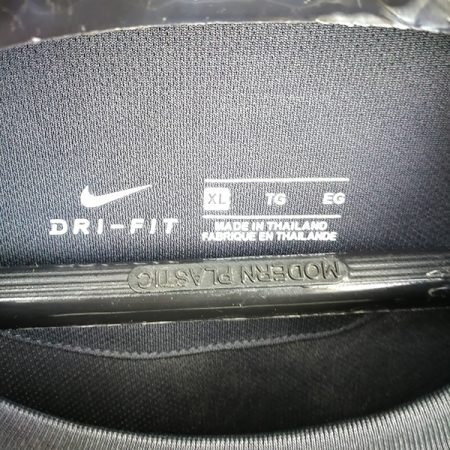 XL TG EG
DRI-FIT
MADE IN THAILAND
FABRIQUE EN THAILANDE
MODERN PLASTIC